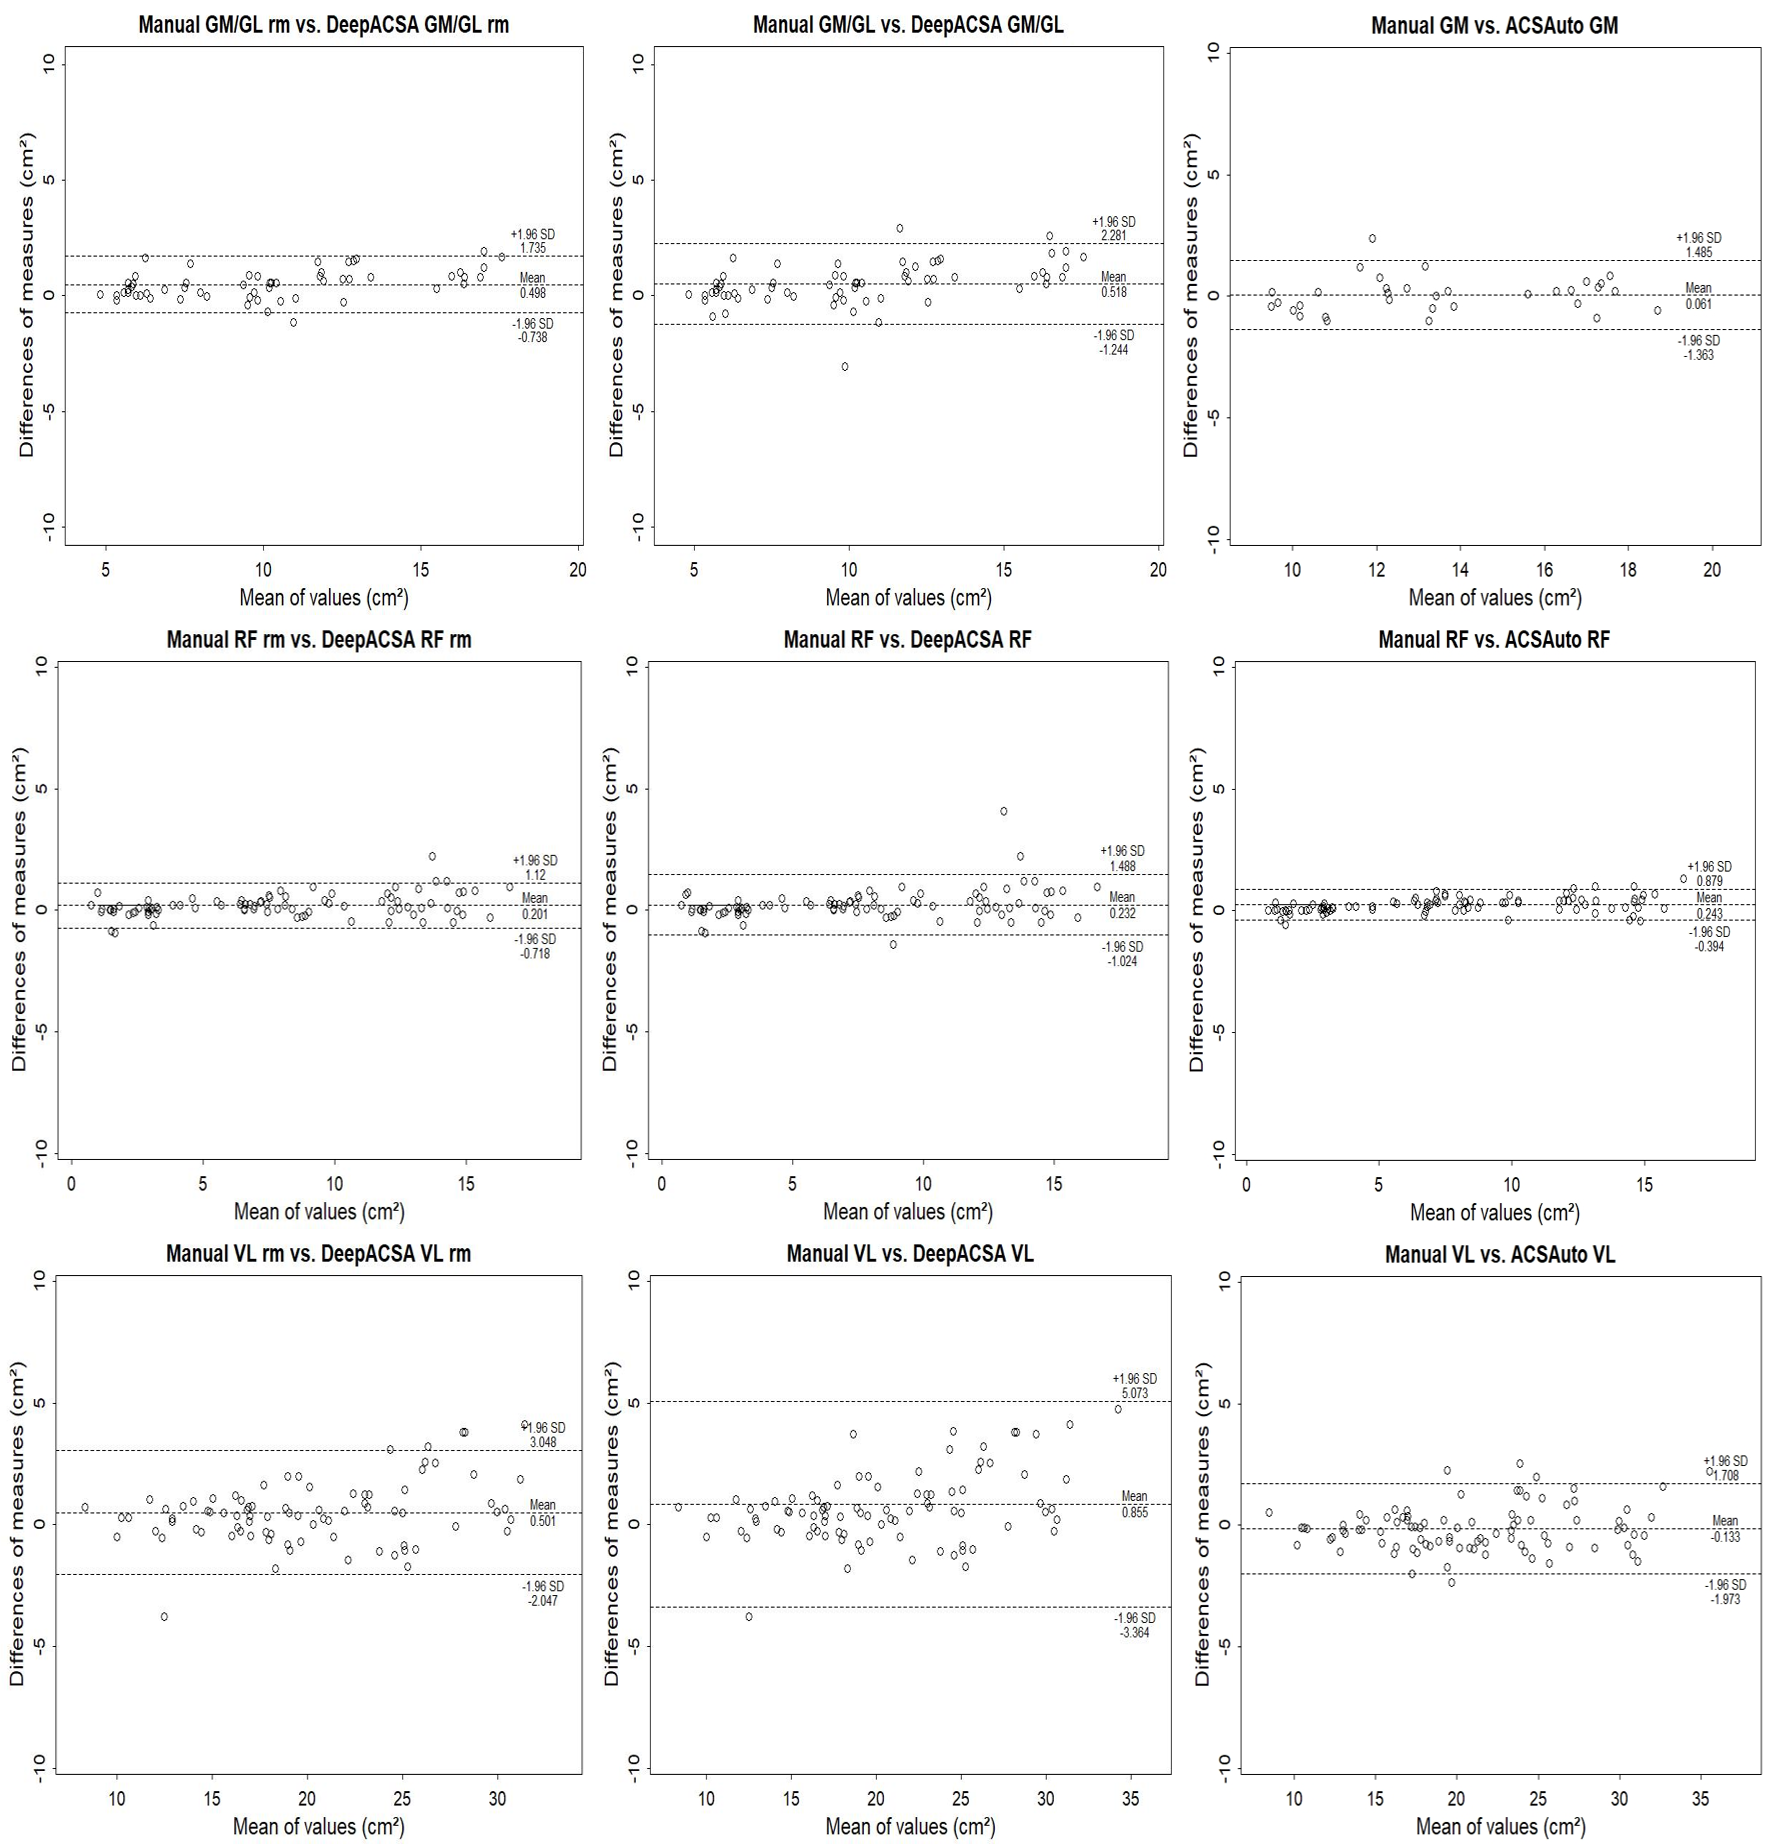 Manual GM/GL rm vs. DeepACSA GM/GL rm
Differences of measures (cm²)
10
5
0
-5
-10
+1.96 SD
1.735
Mean
0.498
-1.96 SD
-0.738
5 10 15 20
Mean of values (cm²)
Manual GM/GL vs. DeepACSA GM/GL
Differences of measures (cm²)
10
5
0
-5
-10
+1.96 SD
2.281
Mean
0.518
-1.96 SD
-1.244
5 10 15 20
Mean of values (cm²)
Manual GM vs. ACSAuto GM
Differences of measures (cm²)
10
5
0
-5
-10
+1.96 SD
1.485
Mean
0.061
-1.96 SD
-1.363
10 12 14 16 18 20
Mean of values (cm²)
Manual RF rm vs. DeepACSA RF rm
Differences of measures (cm²)
10
5
0
-5
-10
+1.96 SD
1.12
Mean
0.201
-1.96 SD
-0.718
0 5 10 15
Mean of values (cm²)
Manual RF vs. DeepACSA RF
Differences of measures (cm²)
10
5
0
-5
-10
+1.96 SD
1.488
Mean
0.232
-1.96 SD
-1.024
0 5 10 15
Mean of values (cm²)
Manual RF vs. ACSAuto RF
Differences of measures (cm²)
10
5
0
-5
-10
+1.96 SD
0.879
Mean
0.243
-1.96 SD
-0.394
0 5 10 15
Mean of values (cm²)
Manual VL rm vs. DeepACSA VL rm
Differences of measures (cm²)
10
5
0
-5
-10
+1.96 SD
3.048
Mean
0.501
-1.96 SD
-2.047
10 15 20 25 30
Mean of values (cm²)
Manual VL vs. DeepACSA VL
Differences of measures (cm²)
10
5
0
-5
-10
+1.96 SD
5.073
Mean
0.855
-1.96 SD
-3.364
10 15 20 25 30 35
Mean of values (cm²)
Manual VL vs. ACSAuto VL
Differences of measures (cm²)
10
5
0
-5
-10
+1.96 SD
1.708
Mean
-0.133
-1.96 SD
-1.973
10 15 20 25 30 35
Mean of values (cm²)